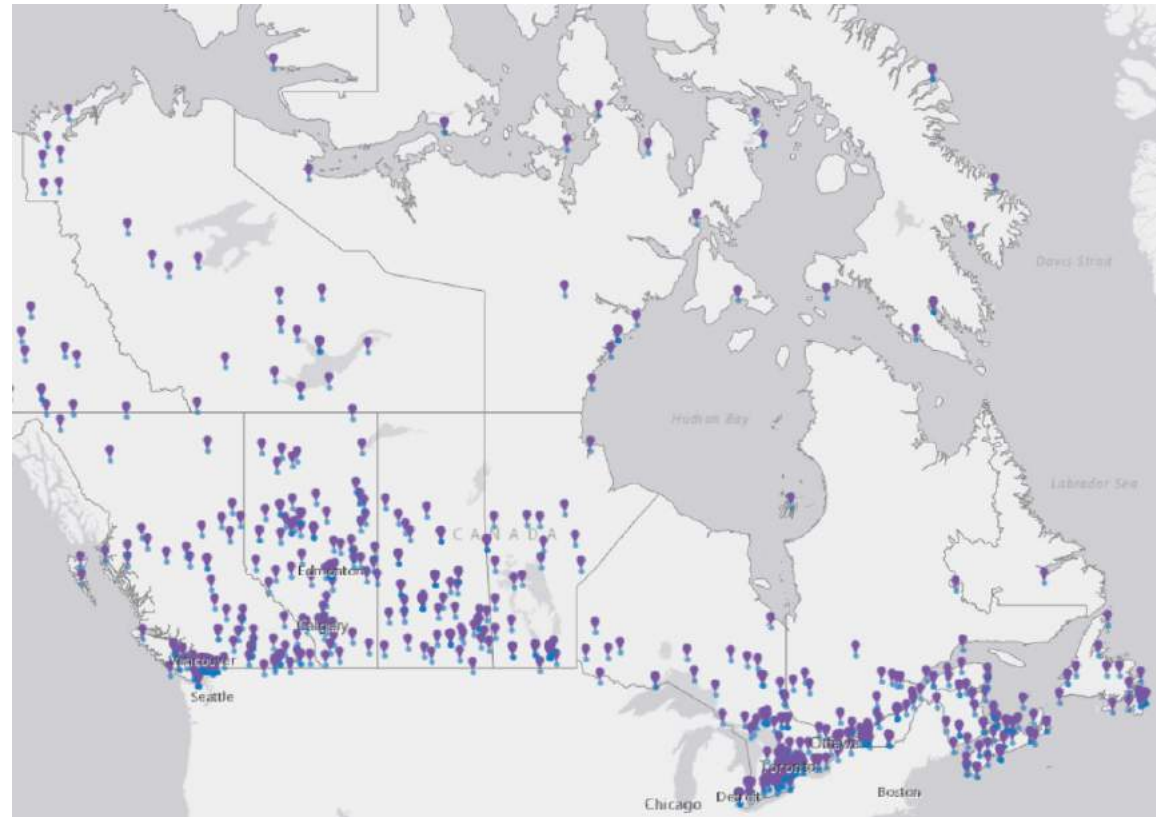 Davis Strait
Hudson Bay
Labrador Sea
CANADA
Edmonton
Calgary
Vancouver
Seattle
Ottawa
Toronto
Detroit
Chicago
Boston